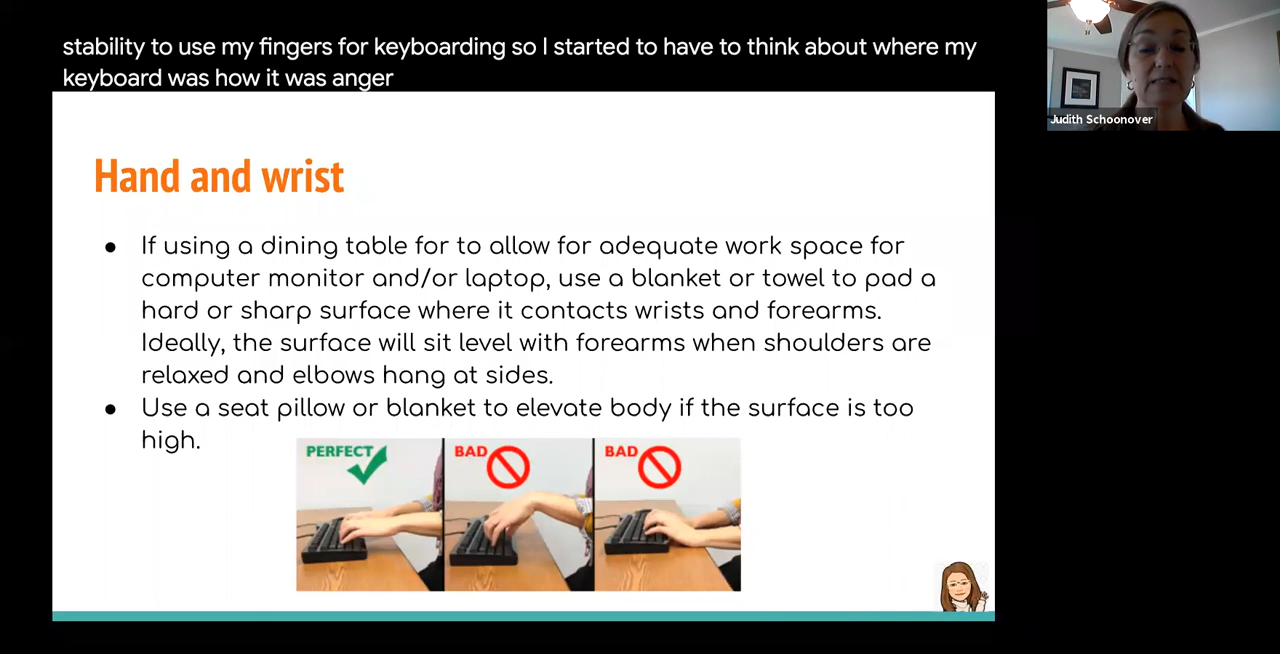 stability to use my fingers for keyboarding so I started to have to think about where my
keyboard was how it was anger
Judith Schoonover
Hand and wrist
● If using a dining table for to allow for adequate work space for
computer monitor and/or laptop, use a blanket or towel to pad a
hard or sharp surface where it contacts wrists and forearms.
Ideally, the surface will sit level with forearms when shoulders are
relaxed and elbows hang at sides.
● Use a seat pillow or blanket to elevate body if the surface is too
high.
PERFECT
BAD
BAD